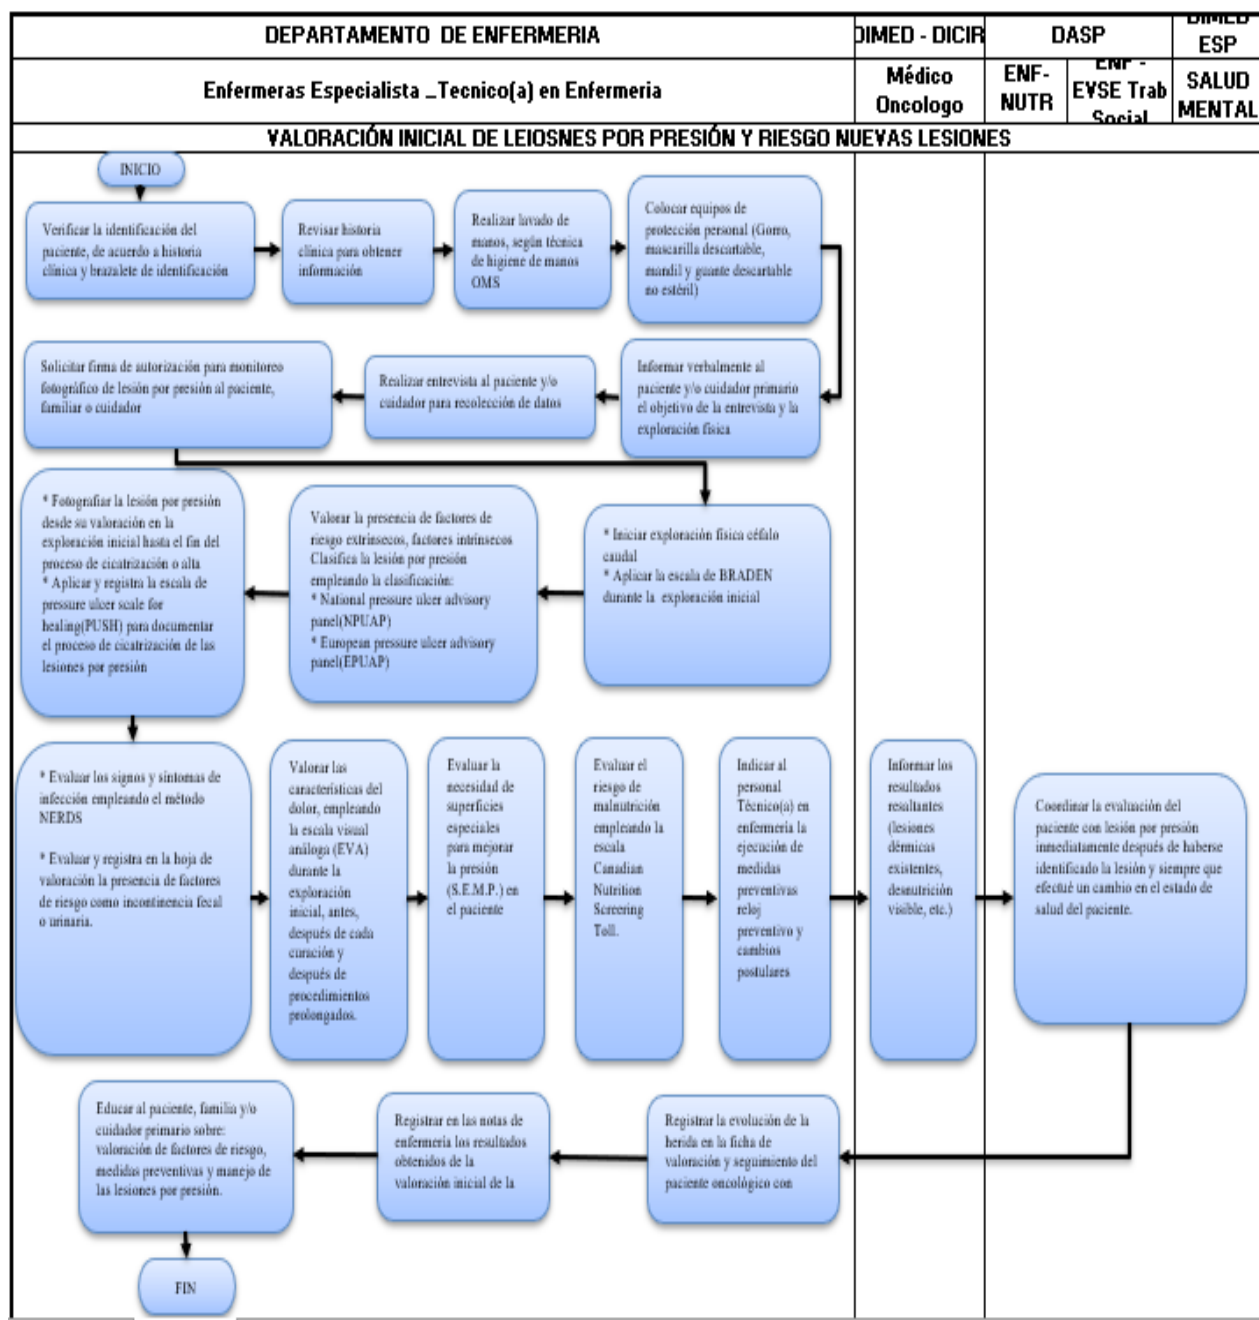 DEPARTAMENTO DE ENFERMERIA
DIMED - DICIR
DASP
DIMED
ESP
Enfermeras Especialista _Tecnico(a) en Enfermeria
Médico
Oncologo
ENF-
NUTR
ENF -
EVSE Trab
Social
SALUD
MENTAL
VALORACIÓN INICIAL DE LEIOSNES POR PRESIÓN Y RIESGO NUEVAS LESIONES
INICIO
Verificar la identificación del
paciente, de acuerdo a historia
clínica y brazalete de identificación
Revisar historia
clínica para obtener
información
Realizar lavado de
manos, según técnica
de higiene de manos
OMS
Colocar equipos de
protección personal (Gorro,
mascarilla descartable,
mandil y guante descartable
no estéril)
Informar verbalmente al
paciente y/o cuidador primario
el objetivo de la entrevista y la
exploración física
Realizar entrevista al paciente y/o
cuidador para recolección de datos
Solicitar firma de autorización para monitoreo
fotográfico de lesión por presión al paciente,
familiar o cuidador
* Iniciar exploración física céfalo
caudal
* Aplicar la escala de BRADEN
durante la exploración inicial
Valorar la presencia de factores de
riesgo extrínsecos, factores intrínsecos
Clasifica la lesión por presión
empleando la clasificación:
* National pressure ulcer advisory
panel(NPUAP)
* European pressure ulcer advisory
panel(EPUAP)
* Fotografiar la lesión por presión
desde su valoración en la
exploración inicial hasta el fin del
proceso de cicatrización o alta
* Aplicar y registra la escala de
pressure ulcer scale for
healing(PUSH) para documentar
el proceso de cicatrización de las
lesiones por presión
* Evaluar los signos y síntomas de
infección empleando el método
NERDS
* Evaluar y registra en la hoja de
valoración la presencia de factores
de riesgo como incontinencia fecal
o urinaria.
Valorar las
características del
dolor, empleando
la escala visual
análoga (EVA)
durante la
exploración
inicial, antes,
después de cada
curación y
después de
procedimientos
prolongados.
Evaluar la
necesidad de
superficies
especiales
para mejorar
la presión
(S.E.M.P.) en
el paciente
Evaluar el
riesgo de
malnutrición
empleando la
escala
Canadian
Nutrition
Screering
Toll.
Indicar al
personal
Técnico(a) en
enfermería la
ejecución de
medidas
preventivas
reloj
preventivo y
cambios
postulares
Informar los
resultados
resultantes
(lesiones
dérmicas
existentes,
desnutrición
visible, etc.)
Coordinar la evaluación del
paciente con lesión por presión
inmediatamente después de haberse
identificado la lesión y siempre que
efectué un cambio en el estado de
salud del paciente.
Registrar la evolución de la
herida en la ficha de
valoración y seguimiento del
paciente oncológico con
Registrar en las notas de
enfermería los resultados
obtenidos de la
valoración inicial de la
Educar al paciente, familia y/o
cuidador primario sobre:
valoración de factores de riesgo,
medidas preventivas y manejo de
las lesiones por presión.
FIN